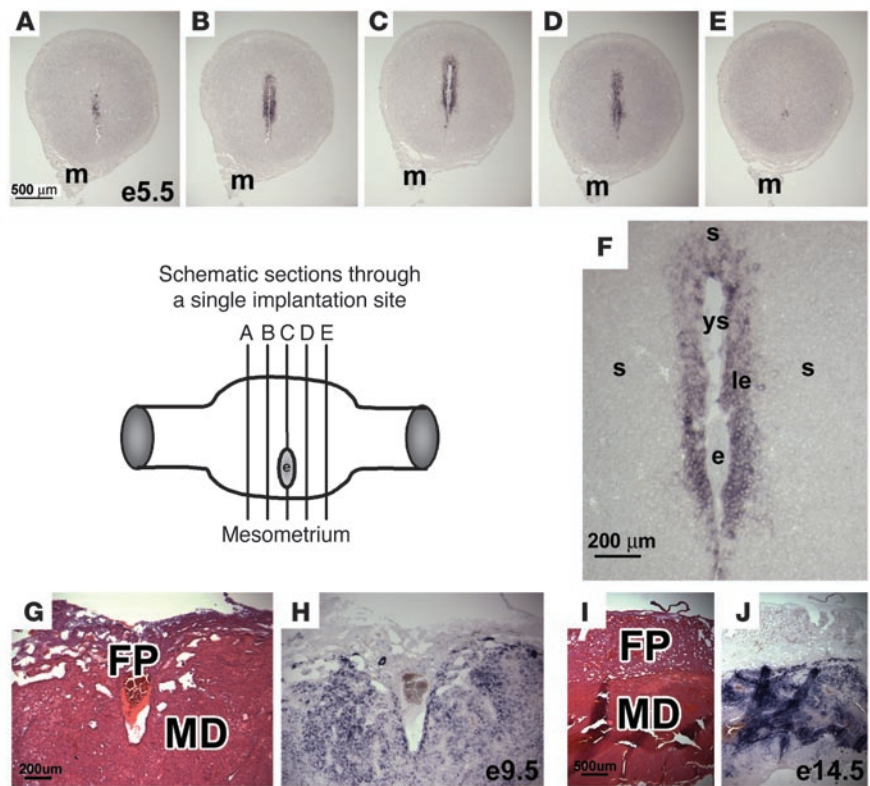 A
B
C
D
E
m
m
m
m
m
500 μm
e5.5
Schematic sections through
a single implantation site
A B C D E
e
Mesometrium
F
s
ys
s
le
s
e
200 μm
G
H
I
J
FP
MD
200um
e9.5
FP
MD
500um
e14.5